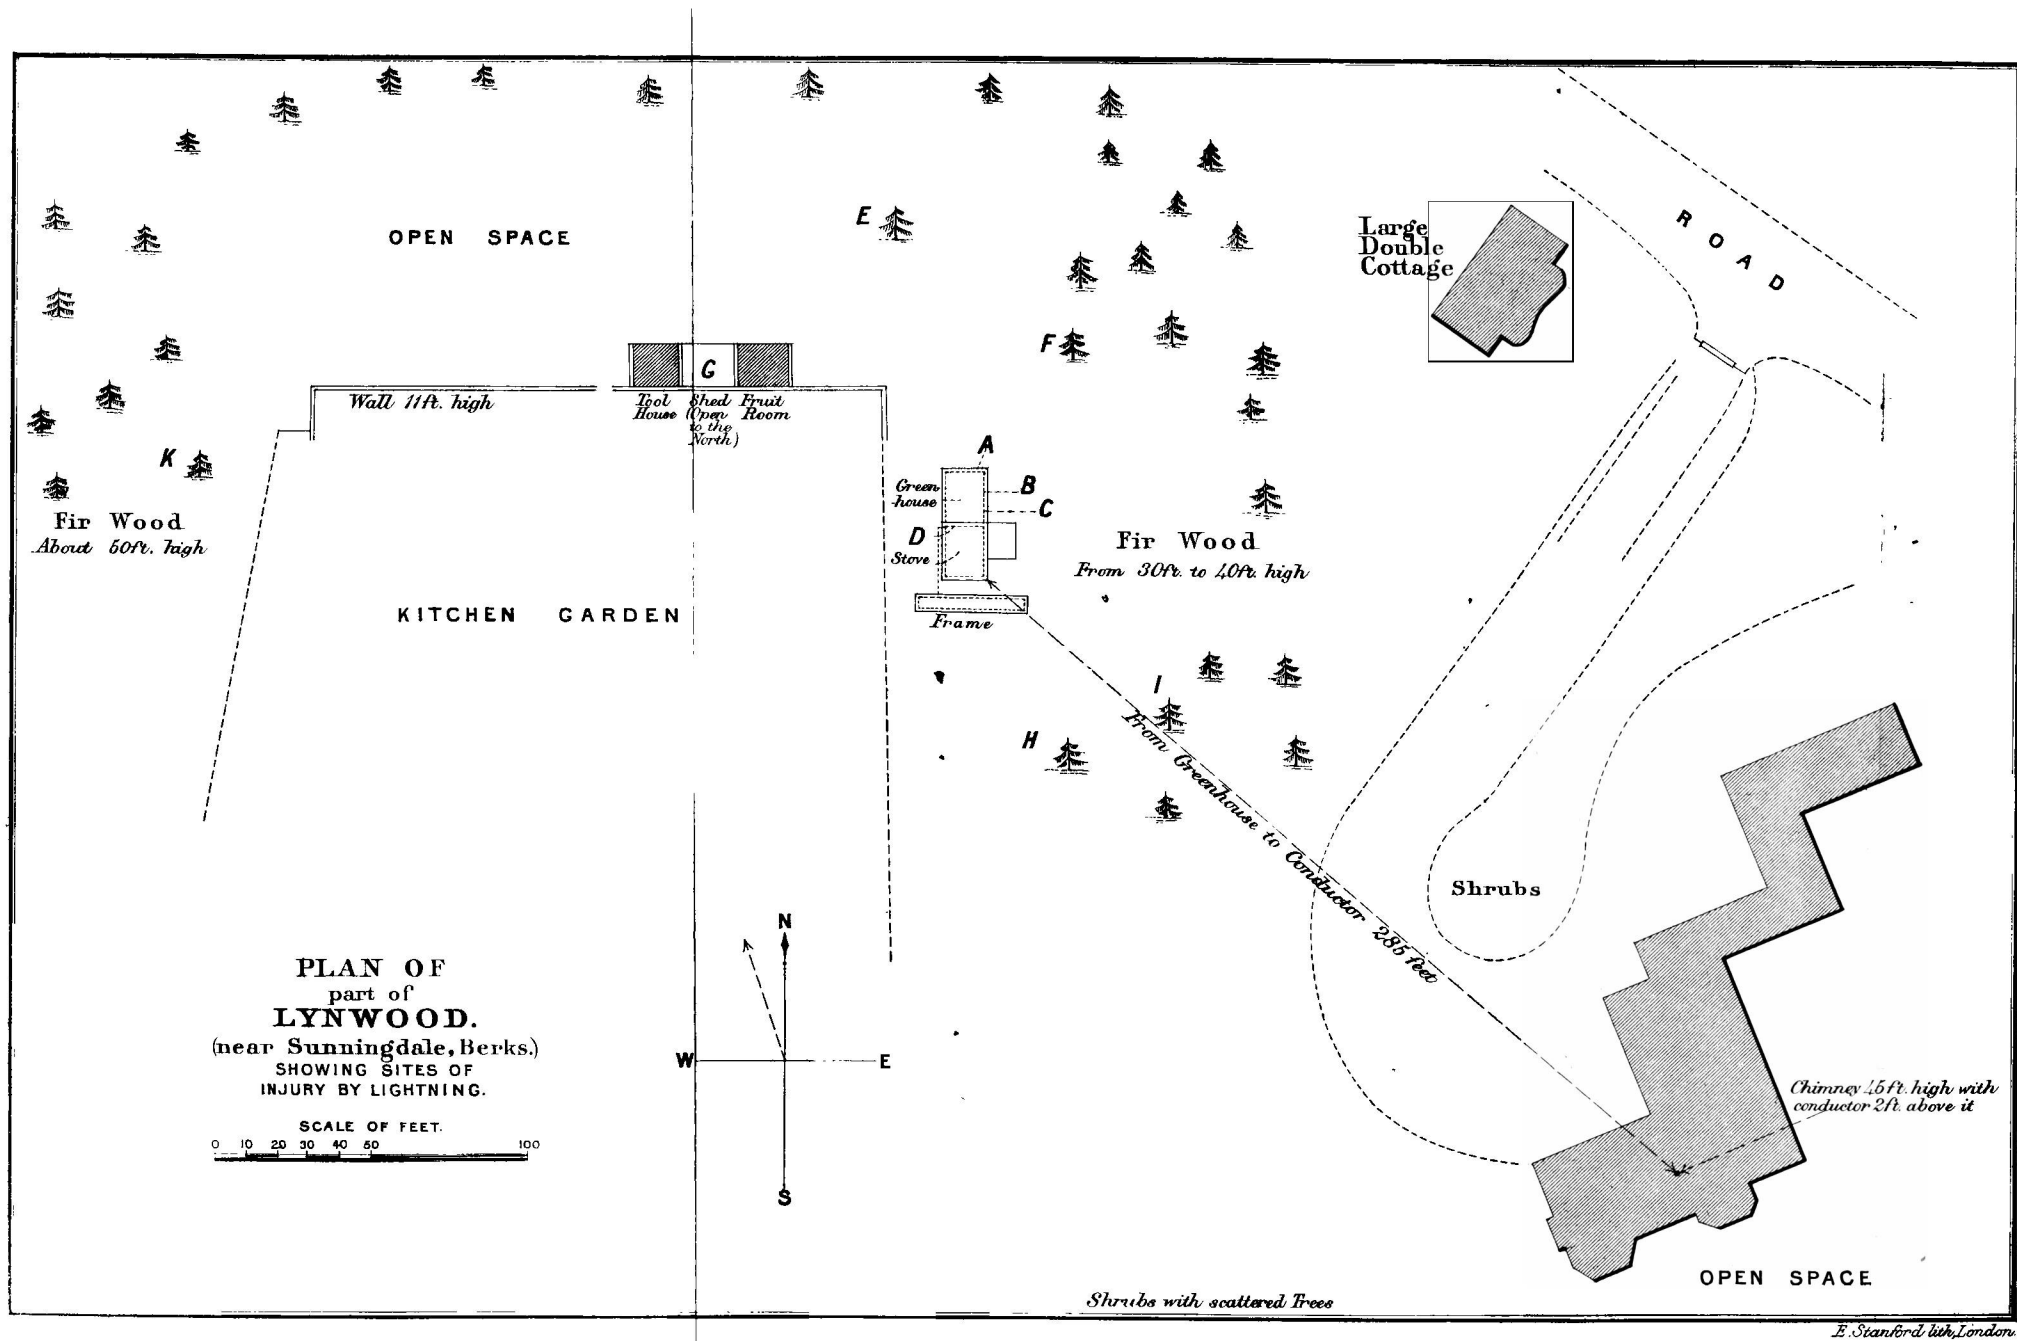 E
OPEN SPACE
Large
Double
Cottage
ROAD
F
G
Wall 11ft. high
Tool
House
Shed
(Open
to the
North)
Fruit
Room
K
A
Green
-house
B
C
D
Stove
Fir Wood
About 50ft. high
Fir Wood
From 30ft. to 40ft. high
KITCHEN GARDEN
Frame
I
H
From Greenhouse to Conductor 285 feet
Shrubs
N
W
E
S
PLAN OF
part of
LYNWOOD.
(near Sunningdale, Berks.)
SHOWING SITES OF
INJURY BY LIGHTNING.
SCALE OF FEET.
0 10 20 30 40 50 100
Chimney 45ft. high with
conductor 2ft. above it
OPEN SPACE
Shrubs with scattered Trees
E. Stanford lith, London.